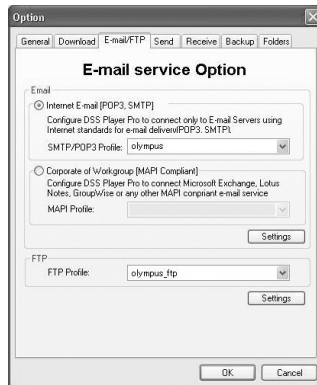 Option
General Download E-mail/FTP Send Receive Backup Folders
E-mail service Option
Email
Internet E-mail [POP3, SMTP]
Configure DSS Player Pro to connect only to E-Mail Servers using
Internet standards for e-mail delivery(POP3. SMTP).
SMTP/POP3 Profile: olympus
Corporate of Workgroup [MAPI Compliant]
Configure DSS Player Pro to connect Microsoft Exchange, Lotus
Notes, GroupWise or any other MAPI conpriant e-mail service
MAPI Profile:
Settings
FTP
FTP Profile: olympus_ftp
Settings
OK Cancel